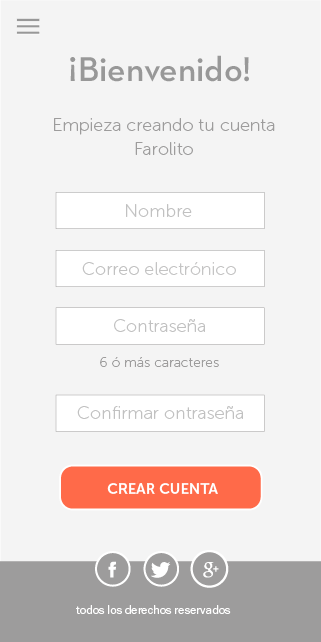 ¡Bienvenido!
Empieza creando tu cuenta
Farolito
Nombre
Correo electrónico
Contraseña
6 ó más caracteres
Confirmar ontraseña
CREAR CUENTA
f g+
todos los derechos reservados